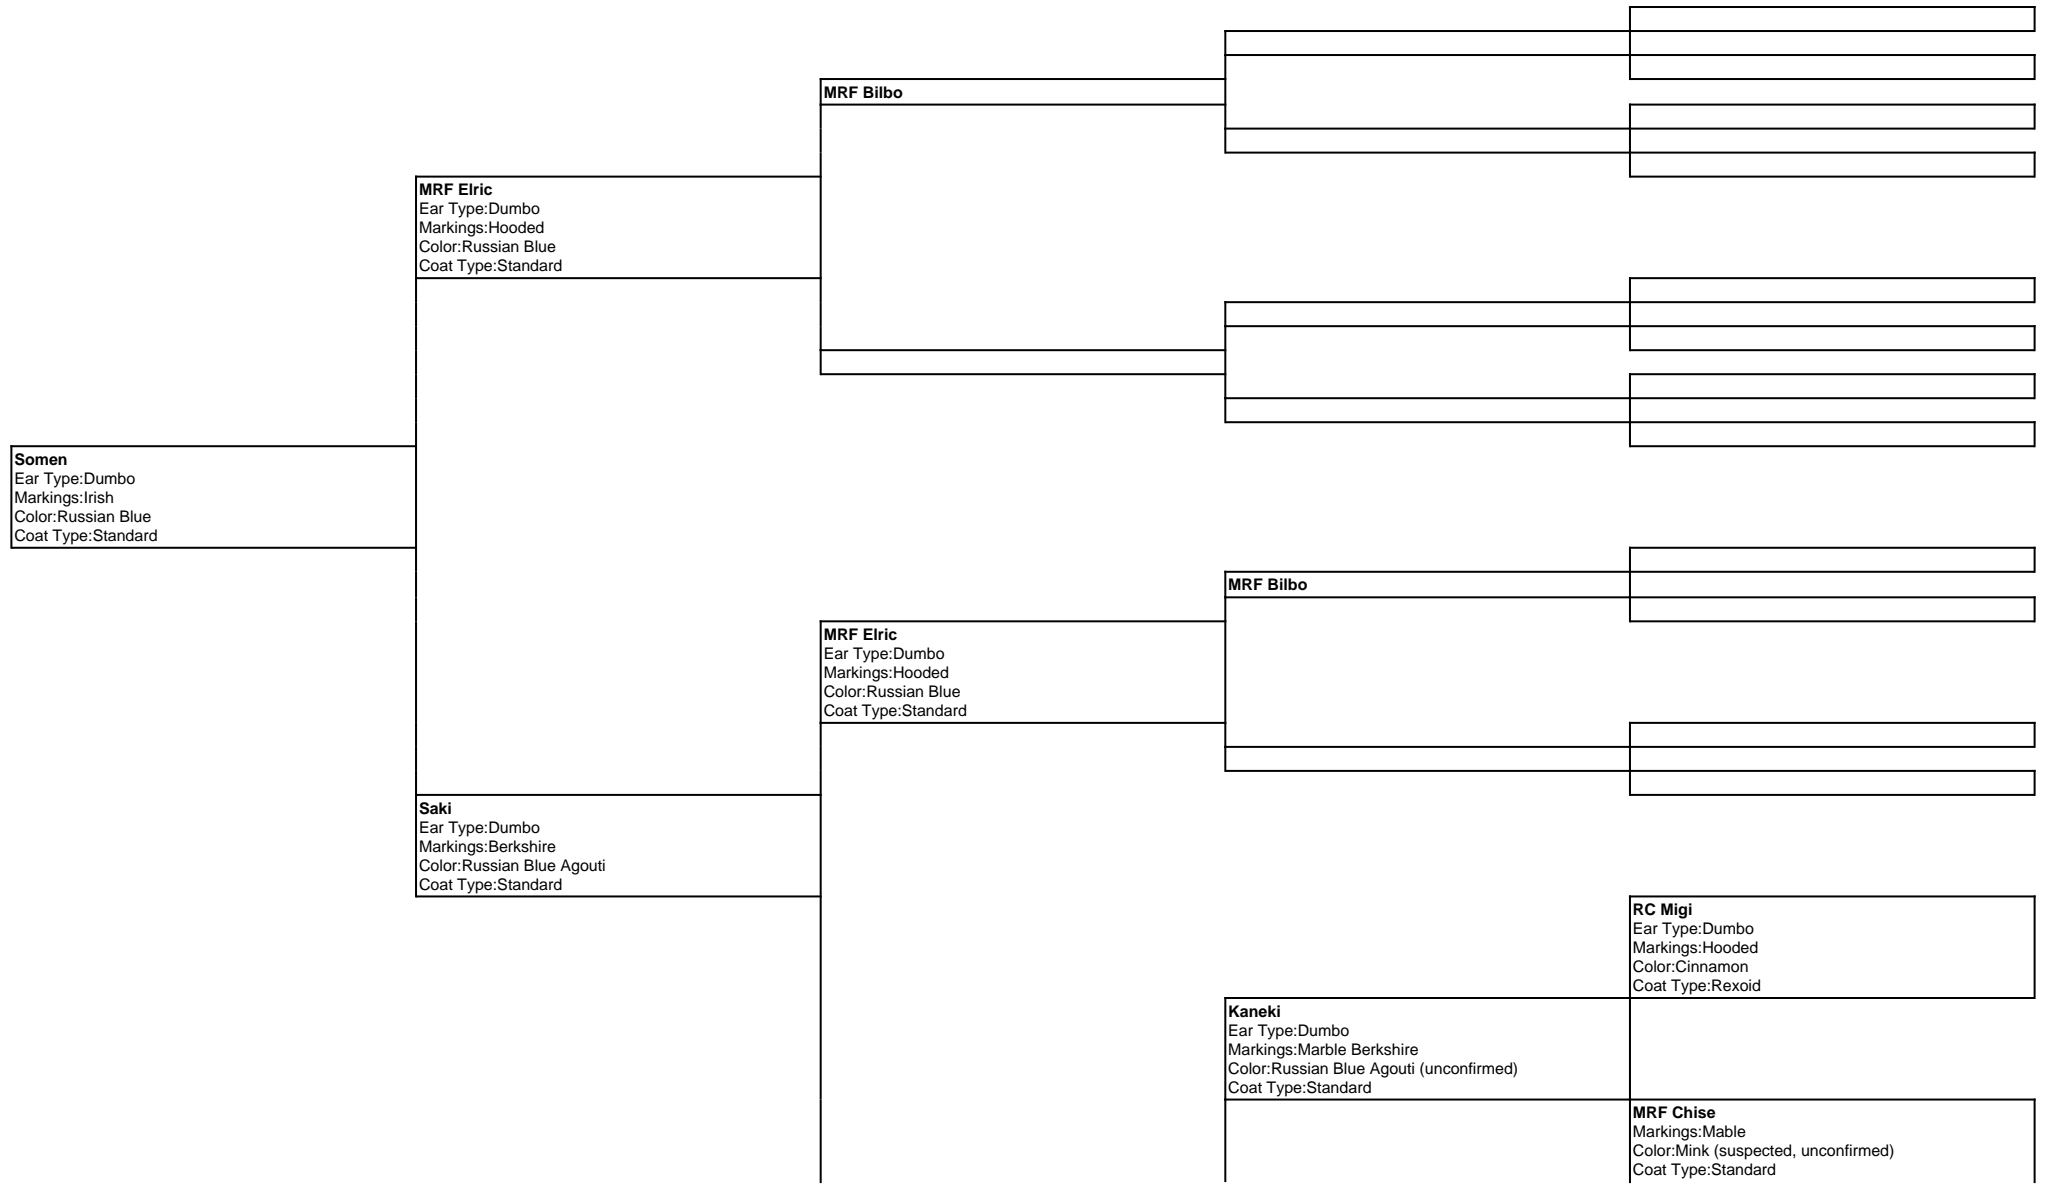 MRF Bilbo
MRF Elric
Ear Type:Dumbo
Markings:Hooded
Color:Russian Blue
Coat Type:Standard
Somen
Ear Type:Dumbo
Markings:Irish
Color:Russian Blue
Coat Type:Standard
MRF Bilbo
MRF Elric
Ear Type:Dumbo
Markings:Hooded
Color:Russian Blue
Coat Type:Standard
Saki
Ear Type:Dumbo
Markings:Berkshire
Color:Russian Blue Agouti
Coat Type:Standard
RC Migi
Ear Type:Dumbo
Markings:Hooded
Color:Cinnamon
Coat Type:Rexoid
Kaneki
Ear Type:Dumbo
Markings:Marble Berkshire
Color:Russian Blue Agouti (unconfirmed)
Coat Type:Standard
MRF Chise
Markings:Mable
Color:Mink (suspected, unconfirmed)
Coat Type:Standard